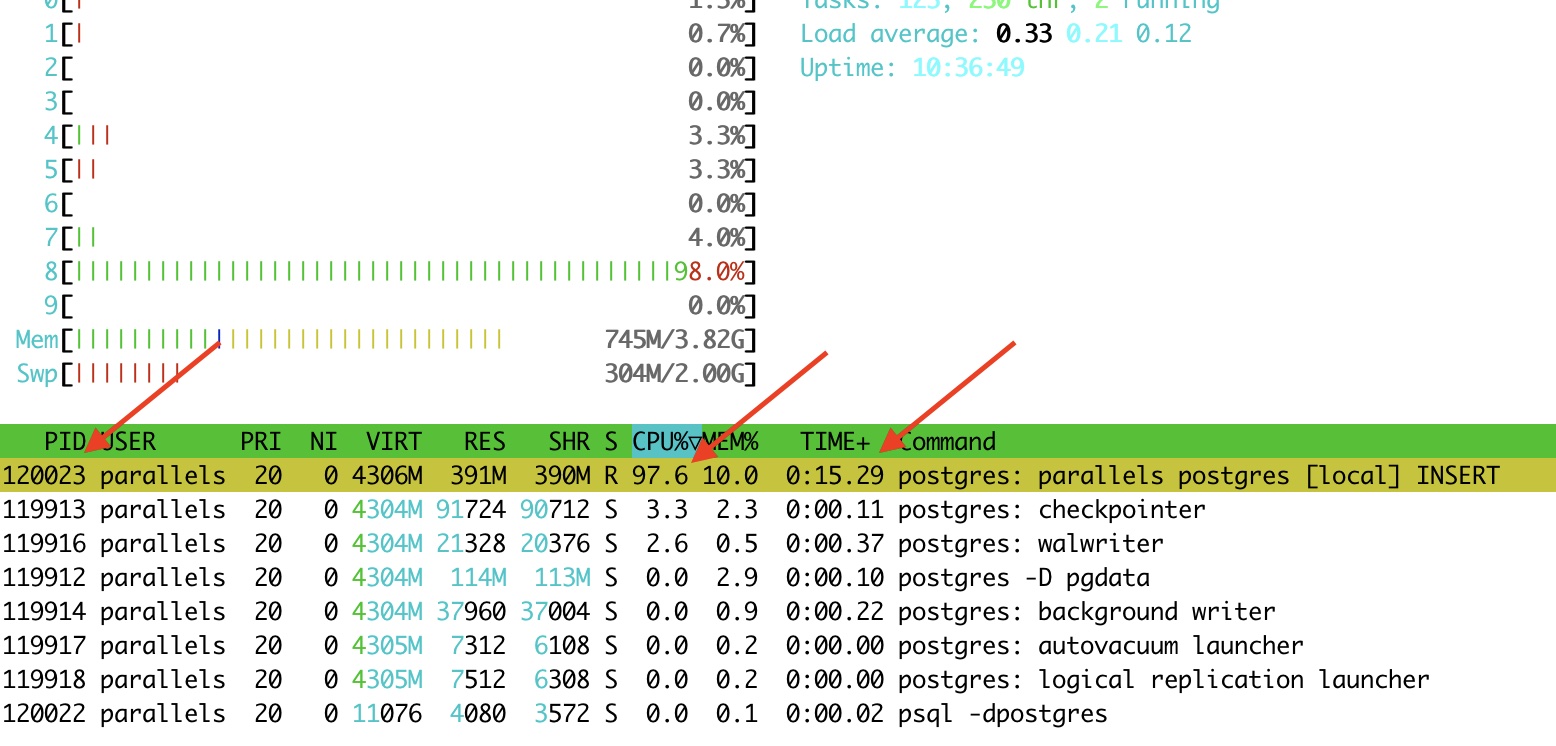 0[| 1.3%] Tasks: 123, 230 thr, 2 running
1[| 0.7%] Load average: 0.33 0.21 0.12
2[ 0.0%] Uptime: 10:36:49
3[ 0.0%]
4[||| 3.3%]
5[|| 3.3%]
6[ 0.0%]
7[|| 4.0%]
8[|||||||||||||||||||||||||||||||||||||||||||98.0%]
9[ 0.0%]
Mem[||||||||||||||||||||||||||||||| 745M/3.82G]
Swp[|||||||| 304M/2.00G]
PID USER PRI NI VIRT RES SHR S CPU%▽MEM% TIME+ Command
120023 parallels 20 0 4306M 391M 390M R 97.6 10.0 0:15.29 postgres: parallels postgres [local] INSERT
119913 parallels 20 0 4304M 91724 90712 S 3.3 2.3 0:00.11 postgres: checkpointer
119916 parallels 20 0 4304M 21328 20376 S 2.6 0.5 0:00.37 postgres: walwriter
119912 parallels 20 0 4304M 114M 113M S 0.0 2.9 0:00.10 postgres -D pgdata
119914 parallels 20 0 4304M 37960 37004 S 0.0 0.9 0:00.22 postgres: background writer
119917 parallels 20 0 4305M 7312 6108 S 0.0 0.2 0:00.00 postgres: autovacuum launcher
119918 parallels 20 0 4305M 7512 6308 S 0.0 0.2 0:00.00 postgres: logical replication launcher
120022 parallels 20 0 11076 4080 3572 S 0.0 0.1 0:00.02 psql -dpostgres